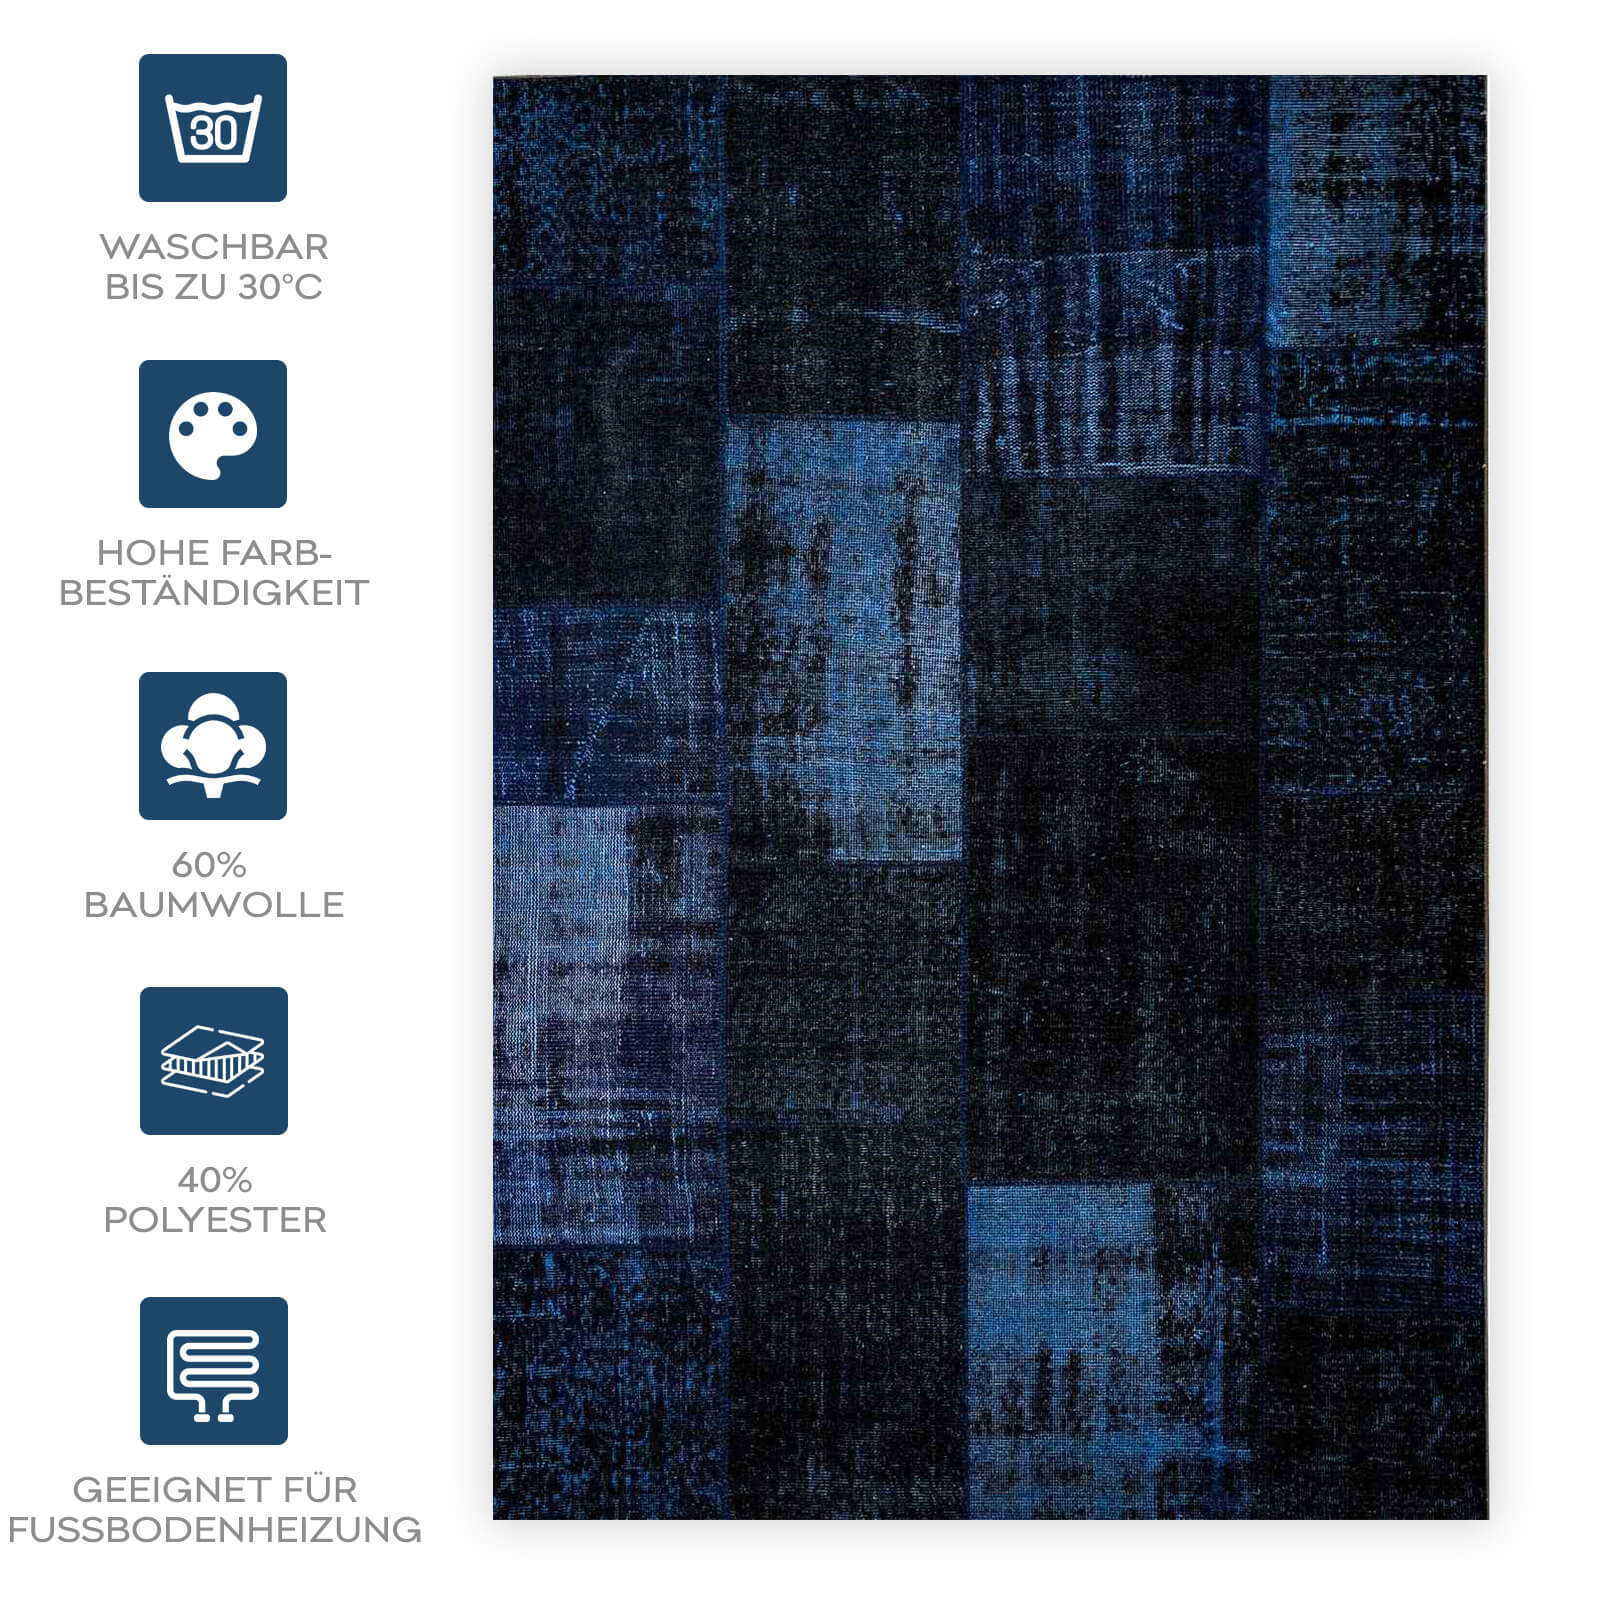 30
WASCHBAR
BIS ZU 30°C
HOHE FARB-
BESTÄNDIGKEIT
60%
BAUMWOLLE
40%
POLYESTER
GEEIGNET FÜR
FUSSBODENHEIZUNG